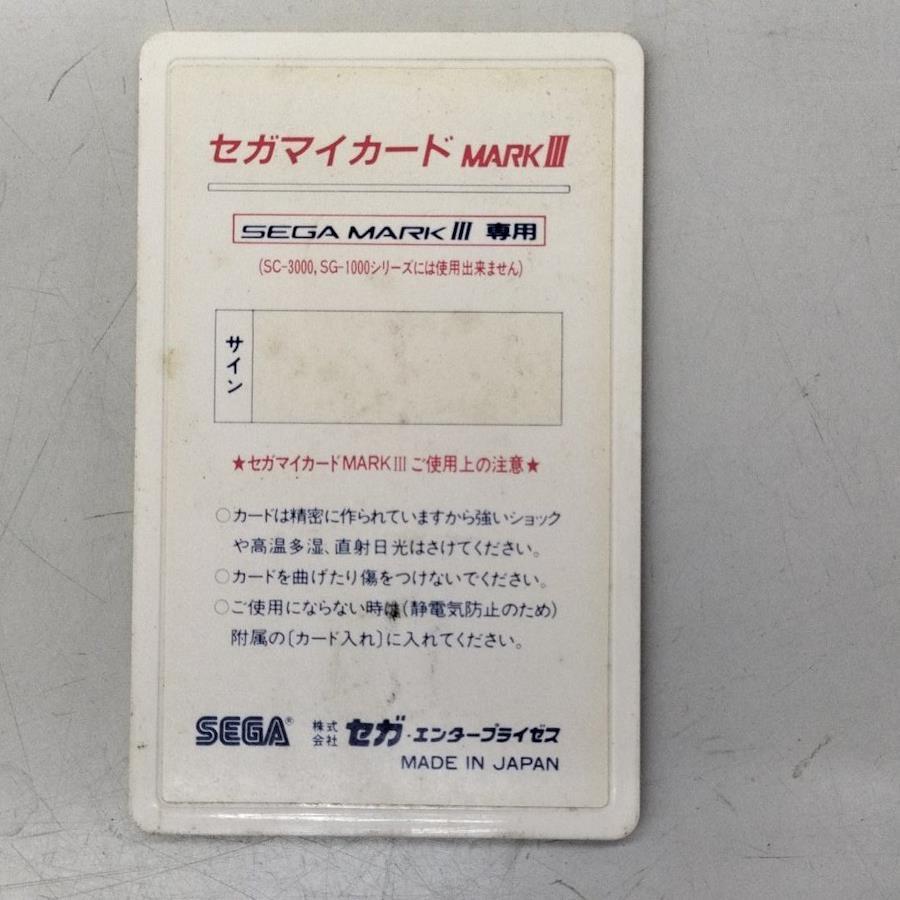 セガマイカード MARK III
SEGA MARK III 専用
(SC-3000, SG-1000シリーズには使用出来ません)
サイン
★セガマイカードMARK III ご使用上の注意★
○カードは精密に作られていますから強いショック
や高温多湿、直射日光はさけてください。
○カードを曲げたり傷をつけないでください。
○ご使用にならない時は(静電気防止のため)
附属の〔カード入れ〕に入れてください。
SEGA® 株式会社 セガ・エンタープライゼス
MADE IN JAPAN